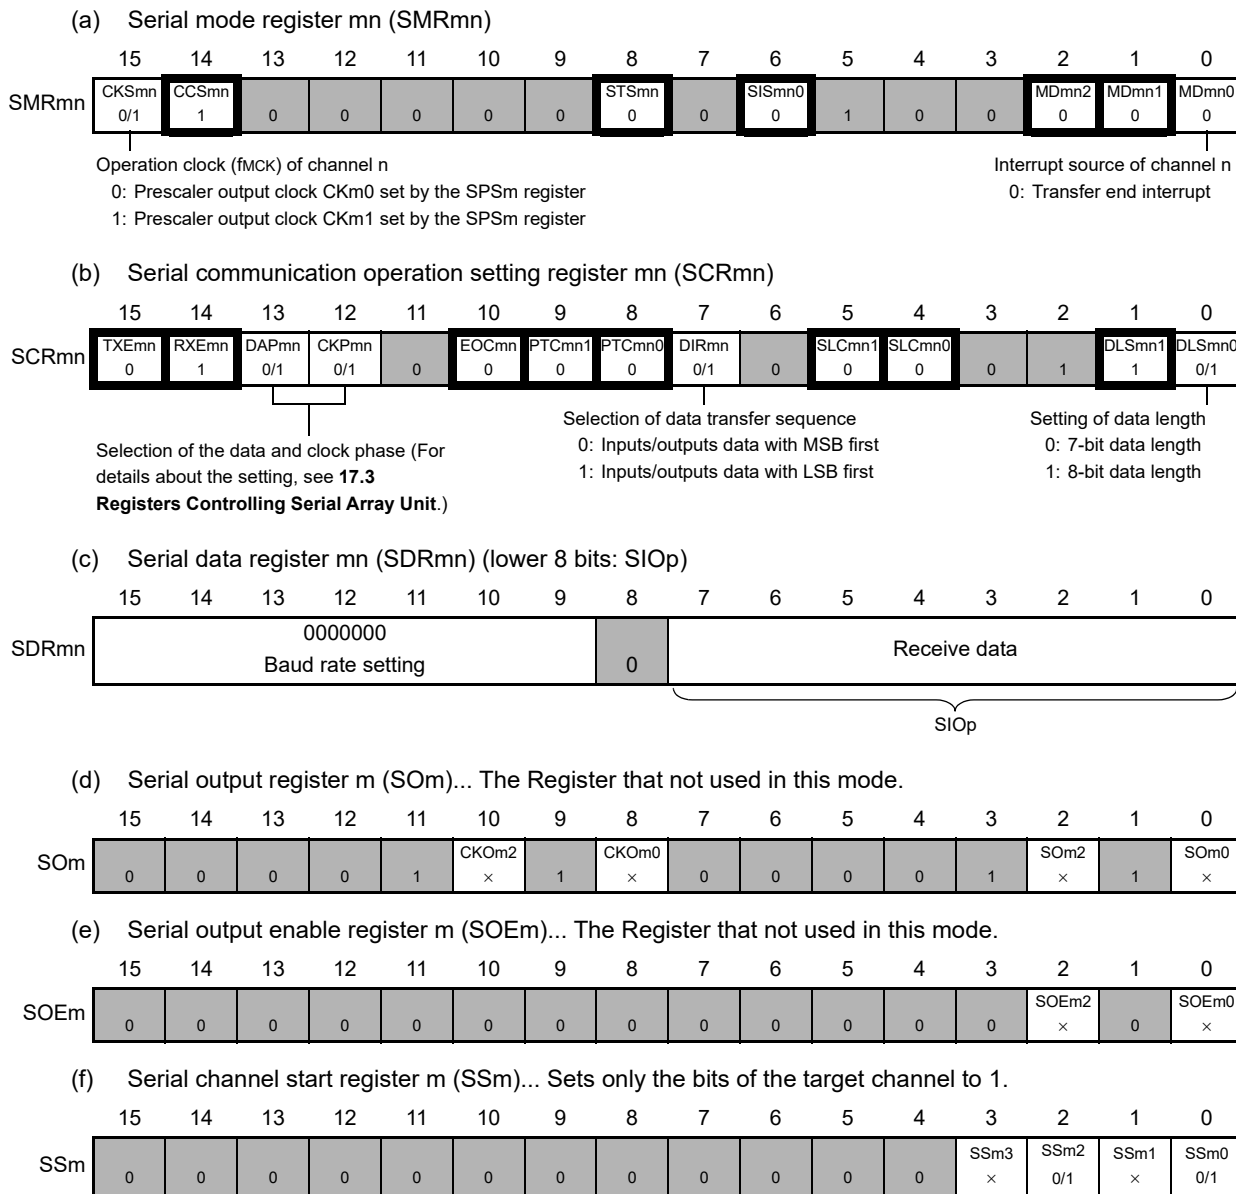 (a) Serial mode register mn (SMRmn)
15 14 13 12 11 10 9 8 7 6 5 4 3 2 1 0
SMRmn CKSmn CCSmn STSmn SISmn0 MDmn2 MDmn1 MDmn0
0/1 1 0 0 0 0 0 0 0 0 1 0 0 0 0 0
Operation clock (fMCK) of channel n
0: Prescaler output clock CKm0 set by the SPSm register
1: Prescaler output clock CKm1 set by the SPSm register
Interrupt source of channel n
0: Transfer end interrupt
(b) Serial communication operation setting register mn (SCRmn)
15 14 13 12 11 10 9 8 7 6 5 4 3 2 1 0
SCRmn TXEmn RXEmn DAPmn CKPmn EOCmn PTCmn1 PTCmn0 DIRmn SLCmn1 SLCmn0 DLSmn1 DLSmn0
0 1 0/1 0/1 0 0 0 0 0/1 0 0 0 0 1 1 0/1
Selection of the data and clock phase (For
details about the setting, see 17.3
Registers Controlling Serial Array Unit.)
Selection of data transfer sequence
0: Inputs/outputs data with MSB first
1: Inputs/outputs data with LSB first
Setting of data length
0: 7-bit data length
1: 8-bit data length
(c) Serial data register mn (SDRmn) (lower 8 bits: SIOp)
15 14 13 12 11 10 9 8 7 6 5 4 3 2 1 0
SDRmn
0000000
Baud rate setting
0
Receive data
SIOp
(d) Serial output register m (SOm)... The Register that not used in this mode.
15 14 13 12 11 10 9 8 7 6 5 4 3 2 1 0
SOm CKOm2 CKOm0 SOm2 SOm0
0 0 0 0 1 × 1 × 0 0 0 0 1 × 1 ×
(e) Serial output enable register m (SOEm)... The Register that not used in this mode.
15 14 13 12 11 10 9 8 7 6 5 4 3 2 1 0
SOEm SOEm2 SOEm0
0 0 0 0 0 0 0 0 0 0 0 0 0 × 0 ×
(f) Serial channel start register m (SSm)... Sets only the bits of the target channel to 1.
15 14 13 12 11 10 9 8 7 6 5 4 3 2 1 0
SSm SSm3 SSm2 SSm1 SSm0
0 0 0 0 0 0 0 0 0 0 0 0 × 0/1 × 0/1